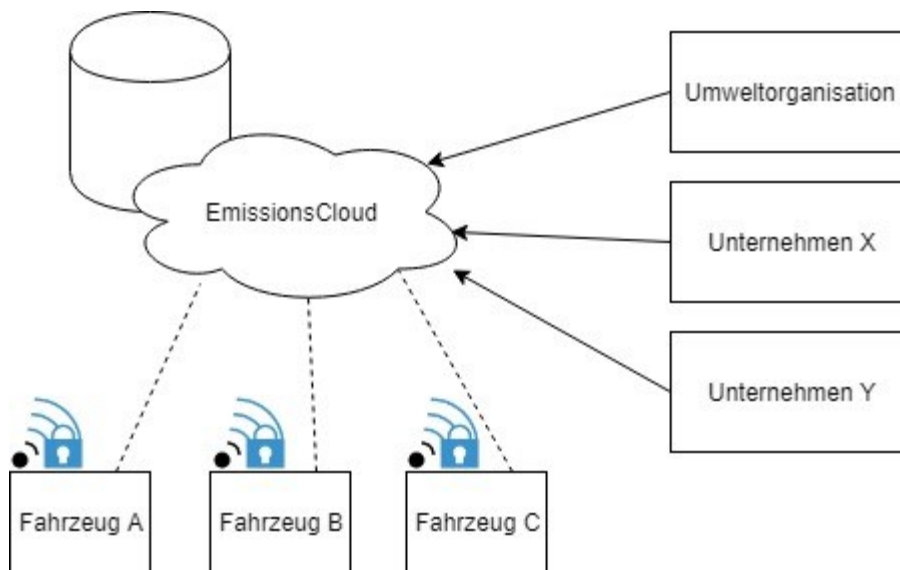 Umweltorganisation
EmissionsCloud
Unternehmen X
Unternehmen Y
Fahrzeug A
Fahrzeug B
Fahrzeug C